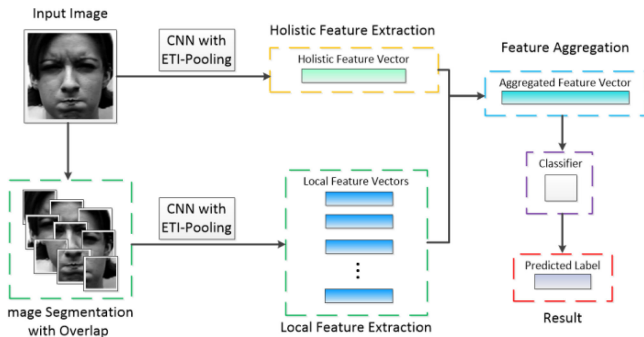 Input Image
CNN with
ETI-Pooling
Holistic Feature Extraction
Holistic Feature Vector
Feature Aggregation
Aggregated Feature Vector
Classifier
Predicted Label
Result
CNN with
ETI-Pooling
Local Feature Vectors
Local Feature Extraction
mage Segmentation
with Overlap